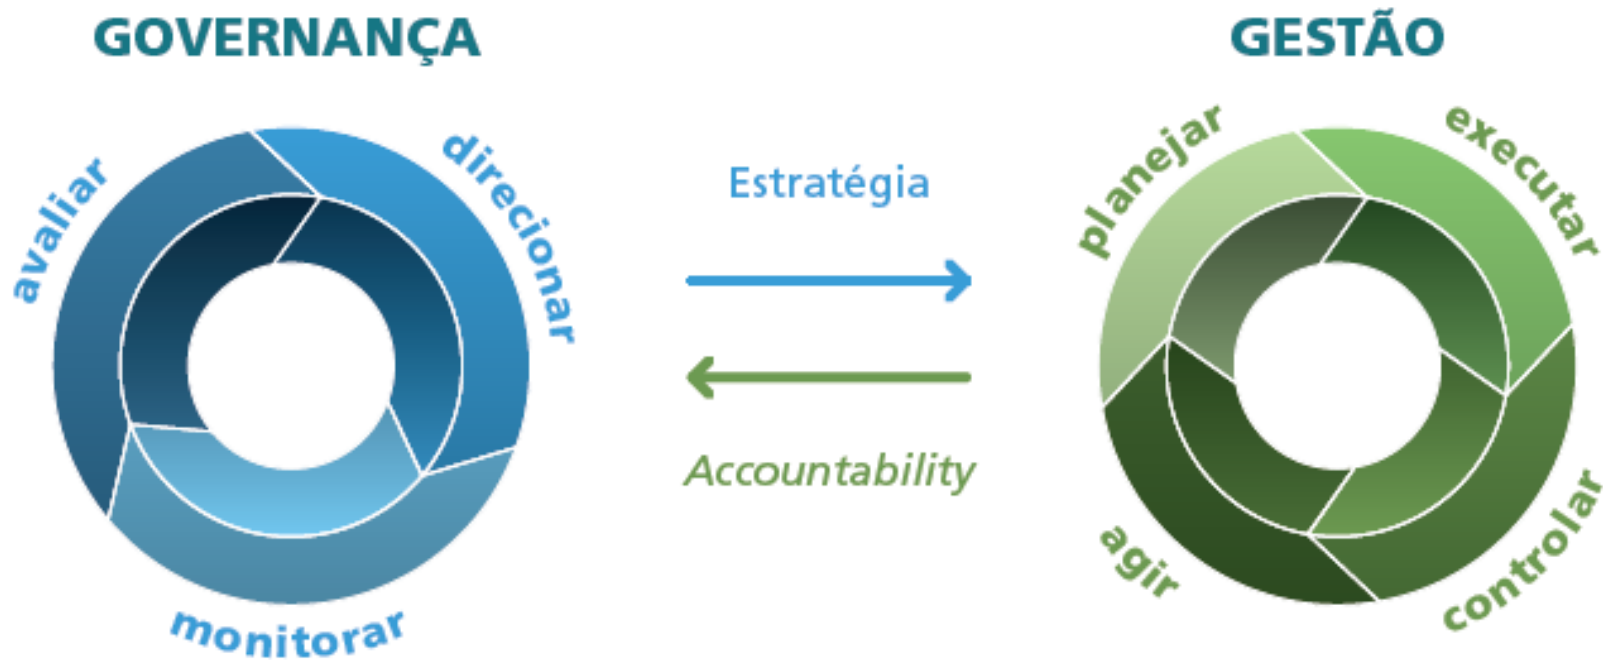 GOVERNANÇA
avaliar
direcionar
monitorar
Estratégia
Accountability
GESTÃO
planejar
executar
agir
controlar